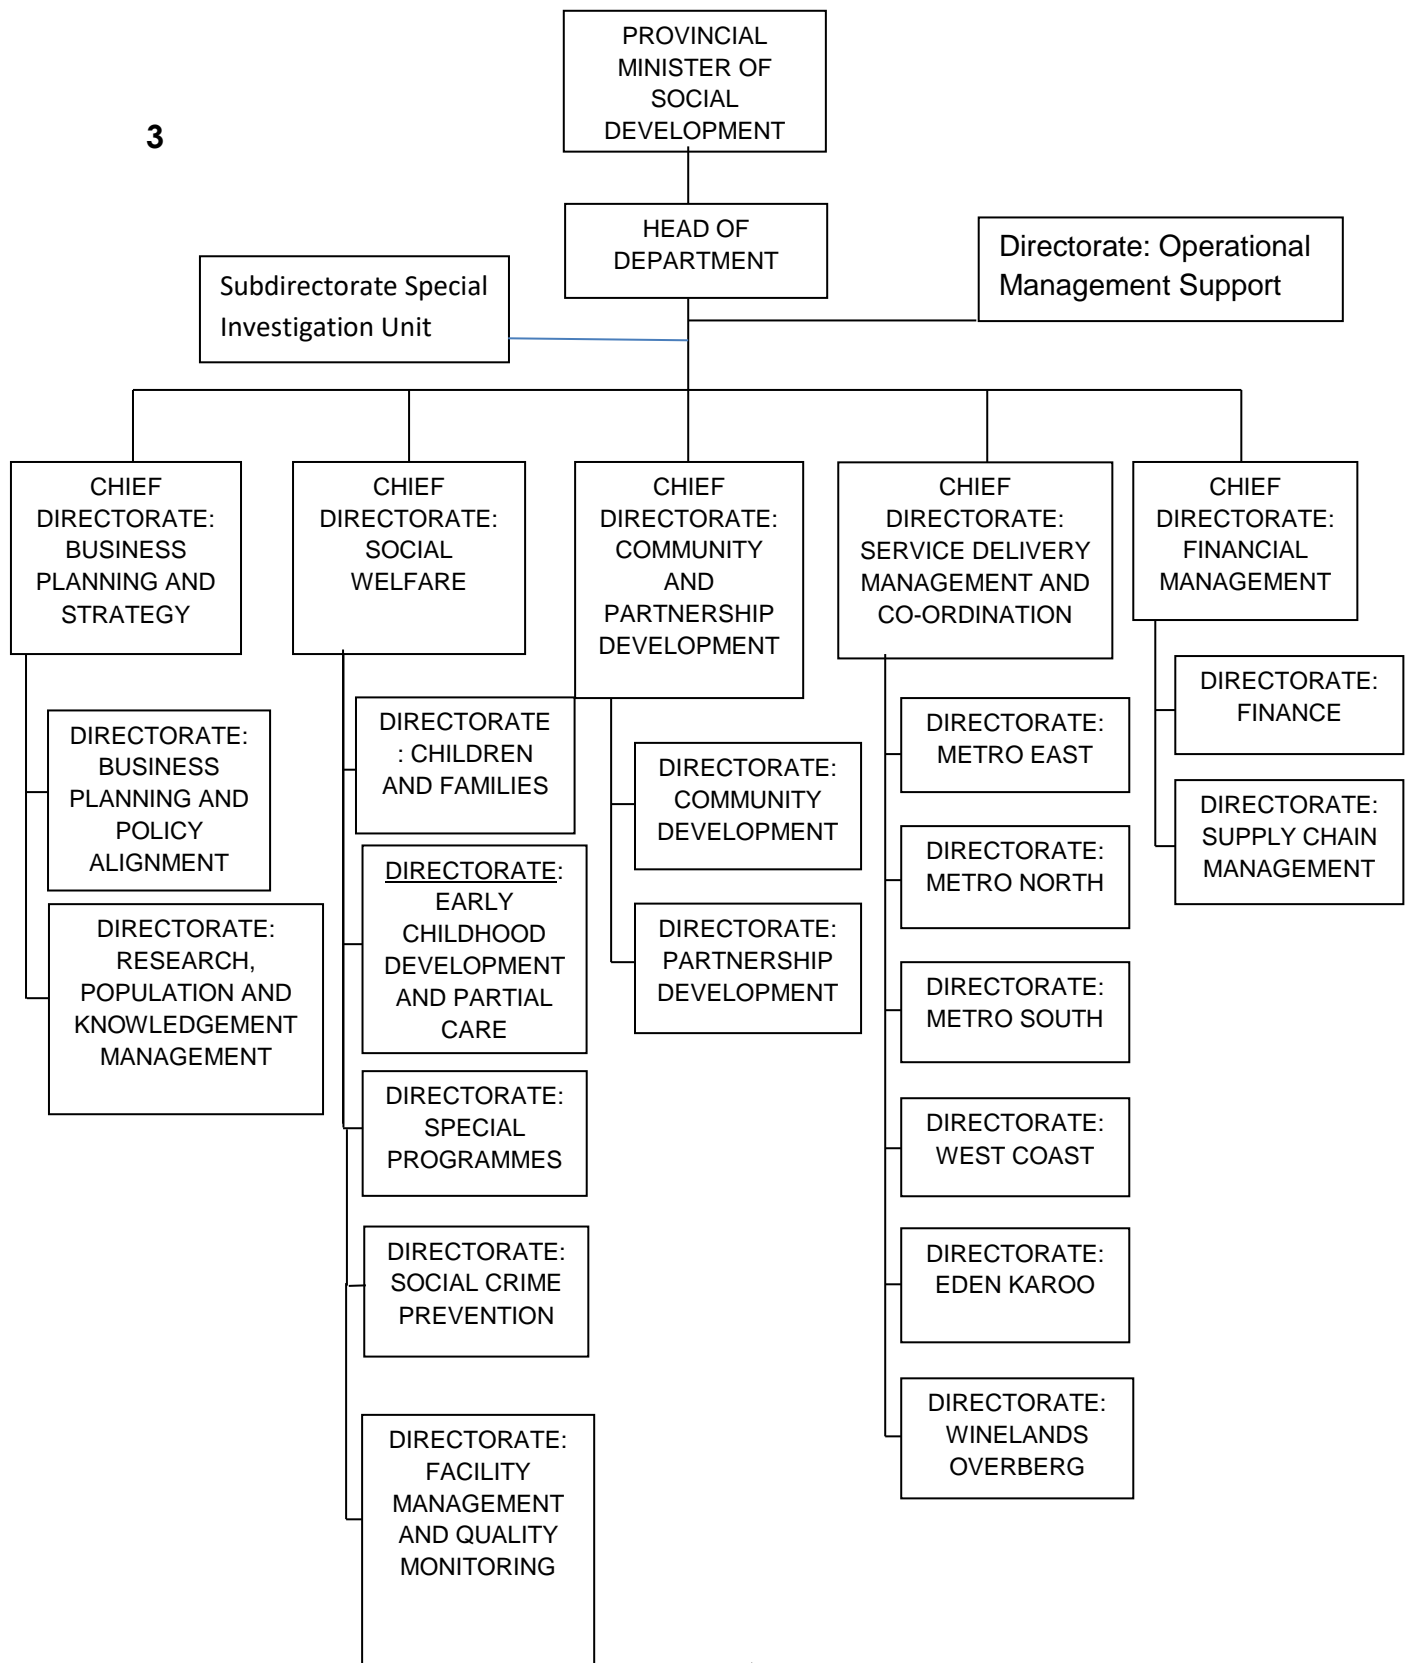 PROVINCIAL
MINISTER OF
SOCIAL
DEVELOPMENT
3
HEAD OF
DEPARTMENT
Directorate: Operational
Management Support
Subdirectorate Special
Investigation Unit
CHIEF
DIRECTORATE:
BUSINESS
PLANNING AND
STRATEGY
CHIEF
DIRECTORATE:
SOCIAL
WELFARE
CHIEF
DIRECTORATE:
COMMUNITY
AND
PARTNERSHIP
DEVELOPMENT
CHIEF
DIRECTORATE:
SERVICE DELIVERY
MANAGEMENT AND
CO-ORDINATION
CHIEF
DIRECTORATE:
FINANCIAL
MANAGEMENT
DIRECTORATE:
BUSINESS
PLANNING AND
POLICY
ALIGNMENT
DIRECTORATE:
RESEARCH,
POPULATION AND
KNOWLEDGEMENT
MANAGEMENT
DIRECTORATE
: CHILDREN
AND FAMILIES
DIRECTORATE:
EARLY
CHILDHOOD
DEVELOPMENT
AND PARTIAL
CARE
DIRECTORATE:
SPECIAL
PROGRAMMES
DIRECTORATE:
SOCIAL CRIME
PREVENTION
DIRECTORATE:
FACILITY
MANAGEMENT
AND QUALITY
MONITORING
DIRECTORATE:
COMMUNITY
DEVELOPMENT
DIRECTORATE:
PARTNERSHIP
DEVELOPMENT
DIRECTORATE:
METRO EAST
DIRECTORATE:
METRO NORTH
DIRECTORATE:
METRO SOUTH
DIRECTORATE:
WEST COAST
DIRECTORATE:
EDEN KAROO
DIRECTORATE:
WINELANDS
OVERBERG
DIRECTORATE:
FINANCE
DIRECTORATE:
SUPPLY CHAIN
MANAGEMENT